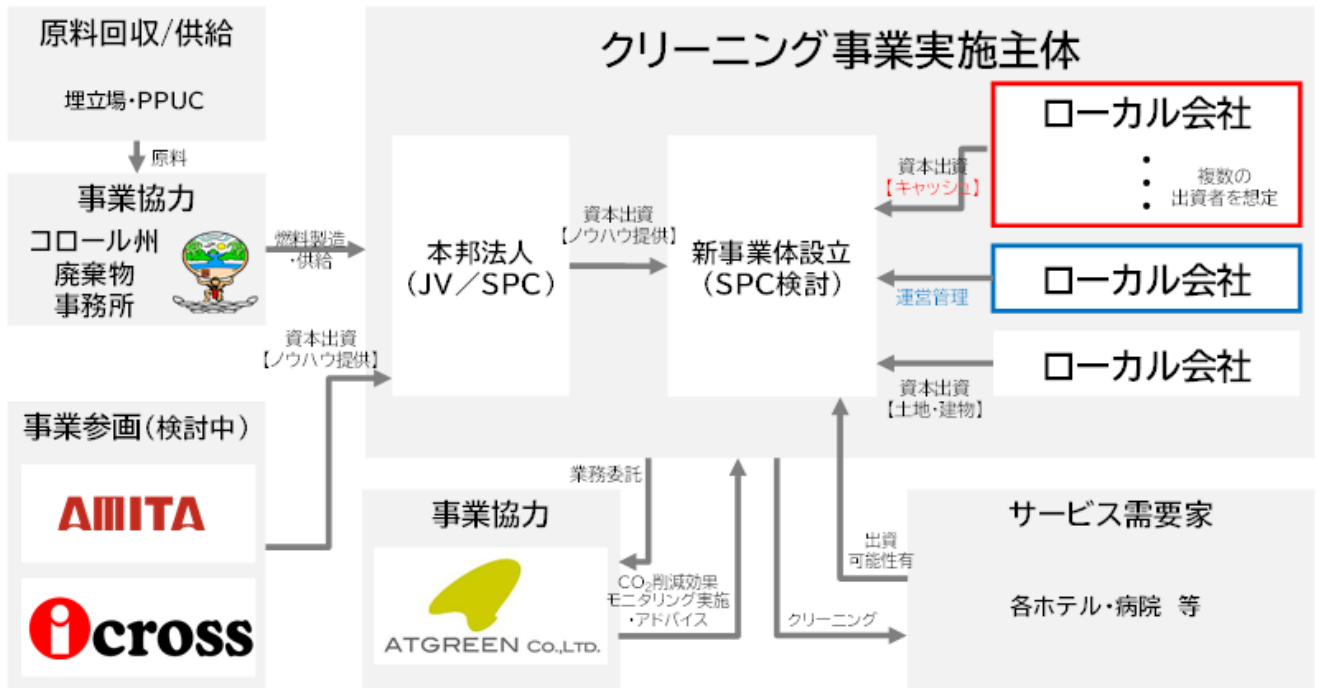 原料回収/供給
埋立場・PPUC
原料
事業協力
コロール州
廃棄物
事務所
燃料製造
・供給
資本出資
【ノウハウ提供】
事業参画(検討中)
AMITA
icross
クリーニング事業実施主体
本邦法人
(JV/SPC)
資本出資
【ノウハウ提供】
新事業体設立
(SPC検討)
資本出資
【キャッシュ】
ローカル会社
複数の
出資者を想定
運営管理
ローカル会社
資本出資
【土地・建物】
ローカル会社
業務委託
事業協力
ATGREEN Co.,LTD.
CO₂削減効果
モニタリング実施
・アドバイス
クリーニング
出資
可能性有
サービス需要家
各ホテル・病院 等